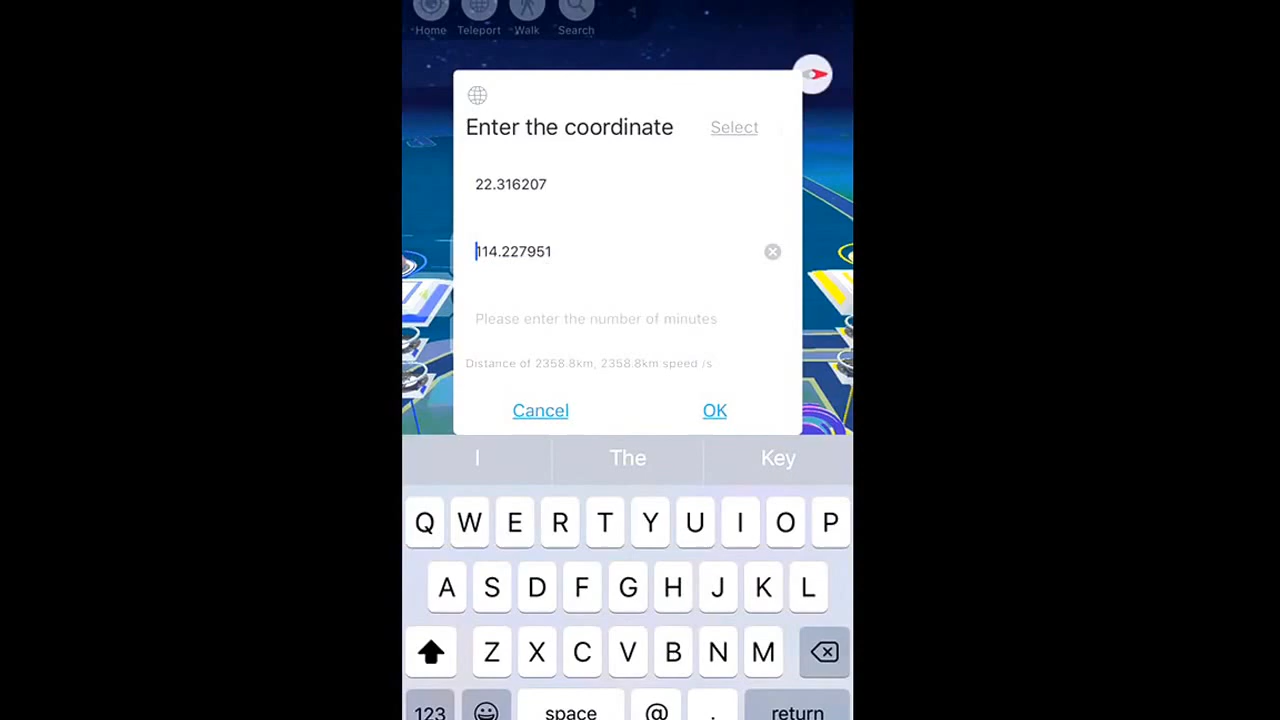 Home Teleport Walk Search
Enter the coordinate Select
22.316207
114.227951
Please enter the number of minutes
Distance of 2358.8km, 2358.8km speed /s
Cancel OK
I The Key
Q W E R T Y U I O P
A S D F G H J K L
Z X C V B N M
123 space @ . return